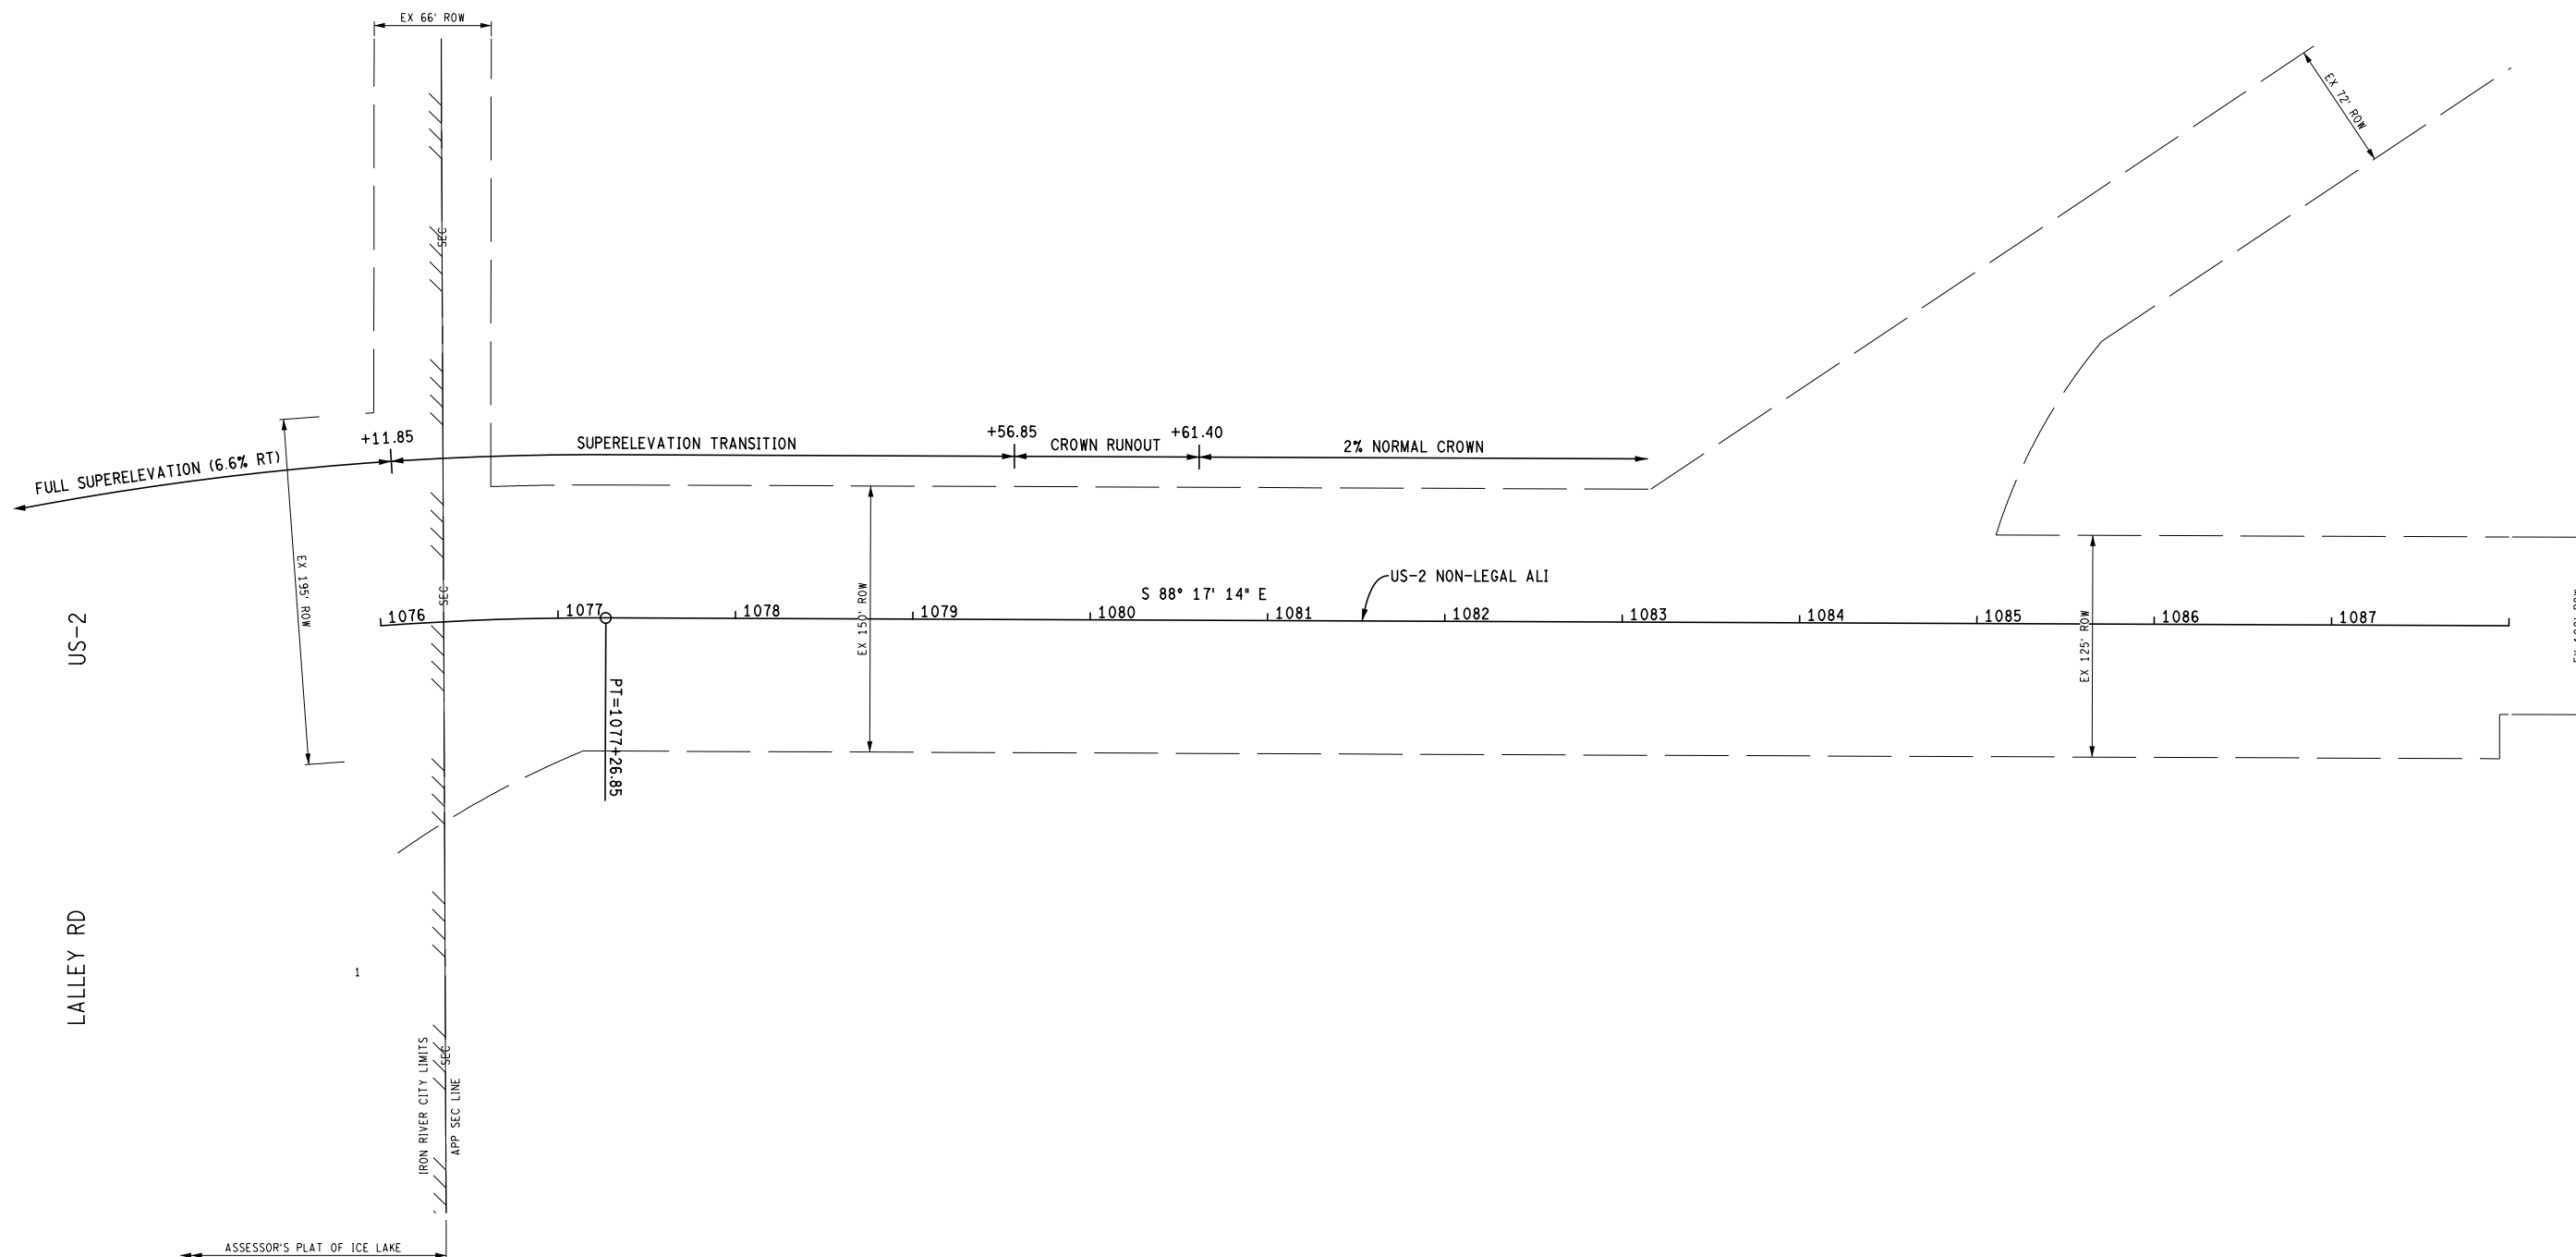 EX 66' ROW
EX 72' ROW
+11.85
SUPERELEVATION TRANSITION
+56.85
CROWN RUNOUT
+61.40
2% NORMAL CROWN
FULL SUPERELEVATION (6.6% RT)
SEC
EX 195' ROW
US-2
SEC
1076
1077
1078
EX 150' ROW
1079
1080
S 88° 17' 14" E
1081
US-2 NON-LEGAL ALI
1082
1083
1084
1085
EX 125' ROW
1086
1087
PT=1077+26.85
LALLEY RD
1
IRON RIVER CITY LIMITS
SEC
APP SEC LINE
ASSESSOR'S PLAT OF ICE LAKE